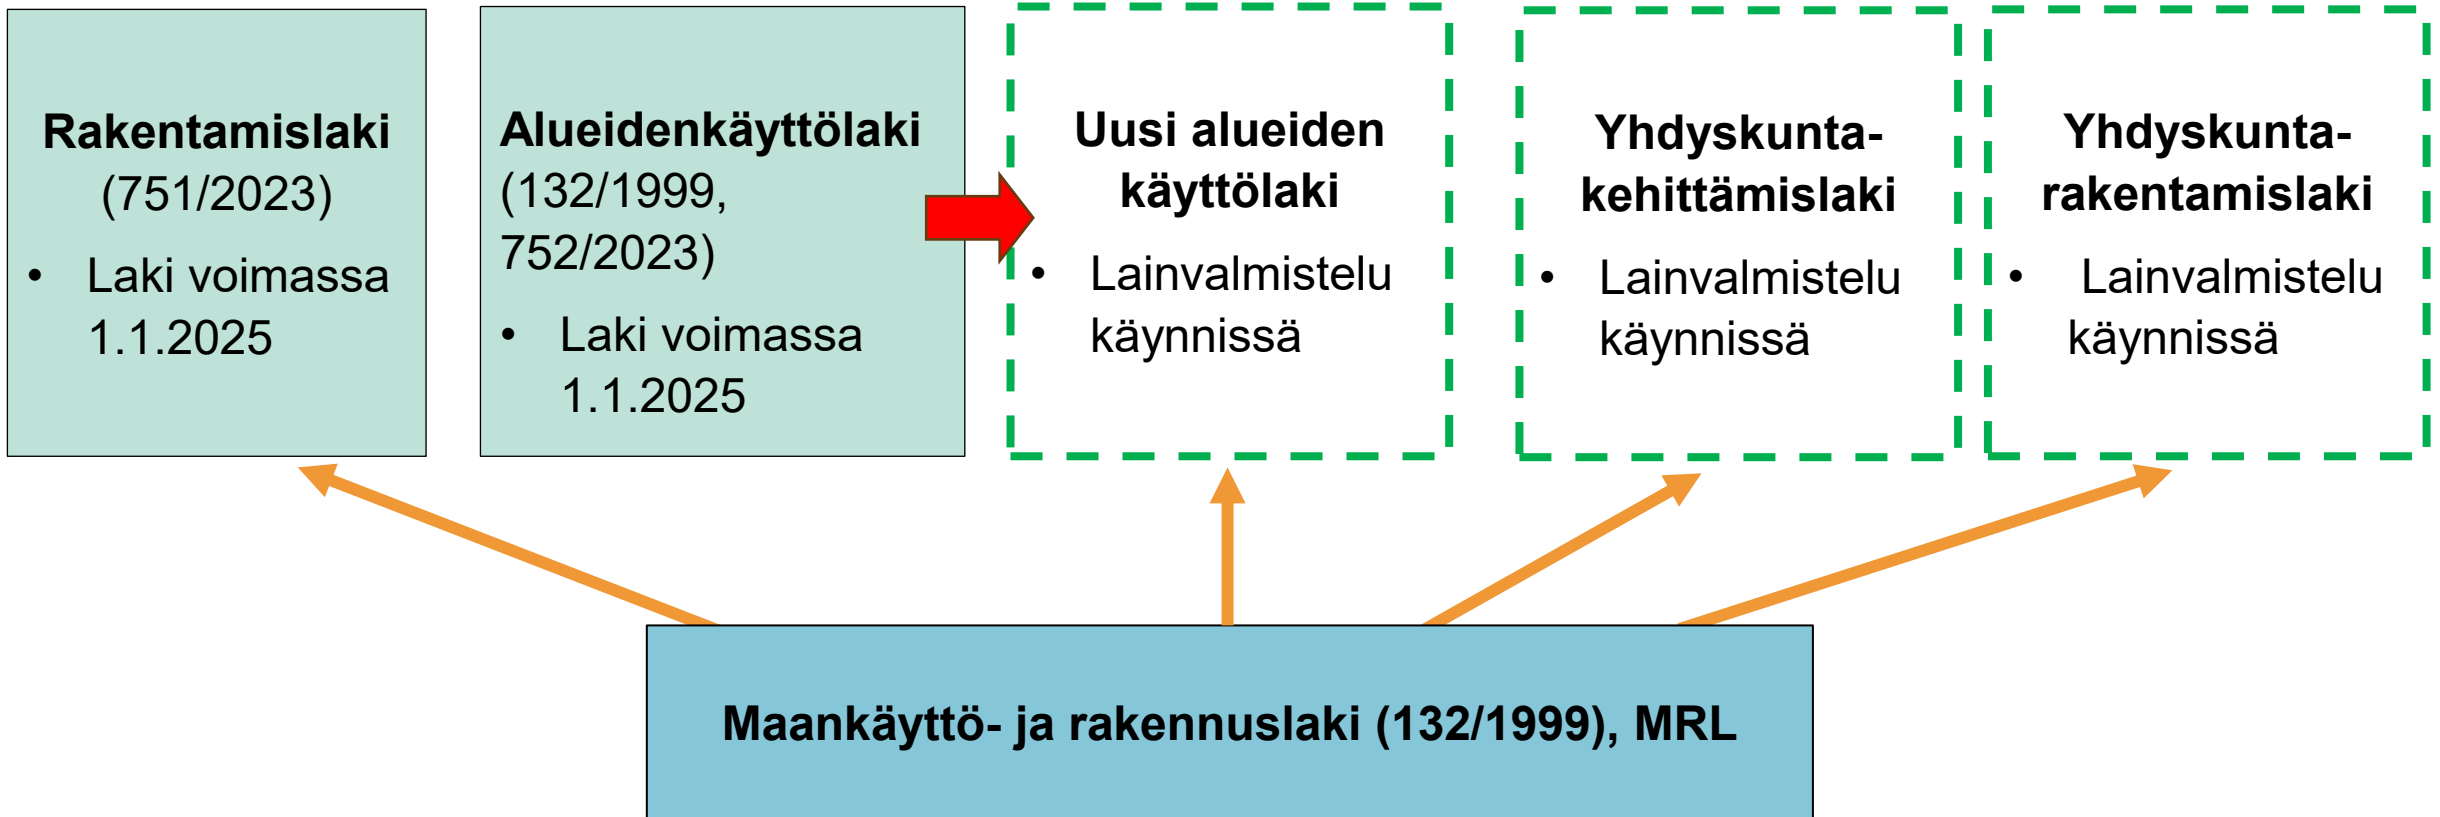 Rakentamislaki
(751/2023)
• Laki voimassa
1.1.2025
Alueidenkäyttölaki
(132/1999,
752/2023)
• Laki voimassa
1.1.2025
Uusi alueiden
käyttölaki
• Lainvalmistelu
käynnissä
Yhdyskunta-
kehittämislaki
• Lainvalmistelu
käynnissä
Yhdyskunta-
rakentamislaki
• Lainvalmistelu
käynnissä
Maankäyttö- ja rakennuslaki (132/1999), MRL